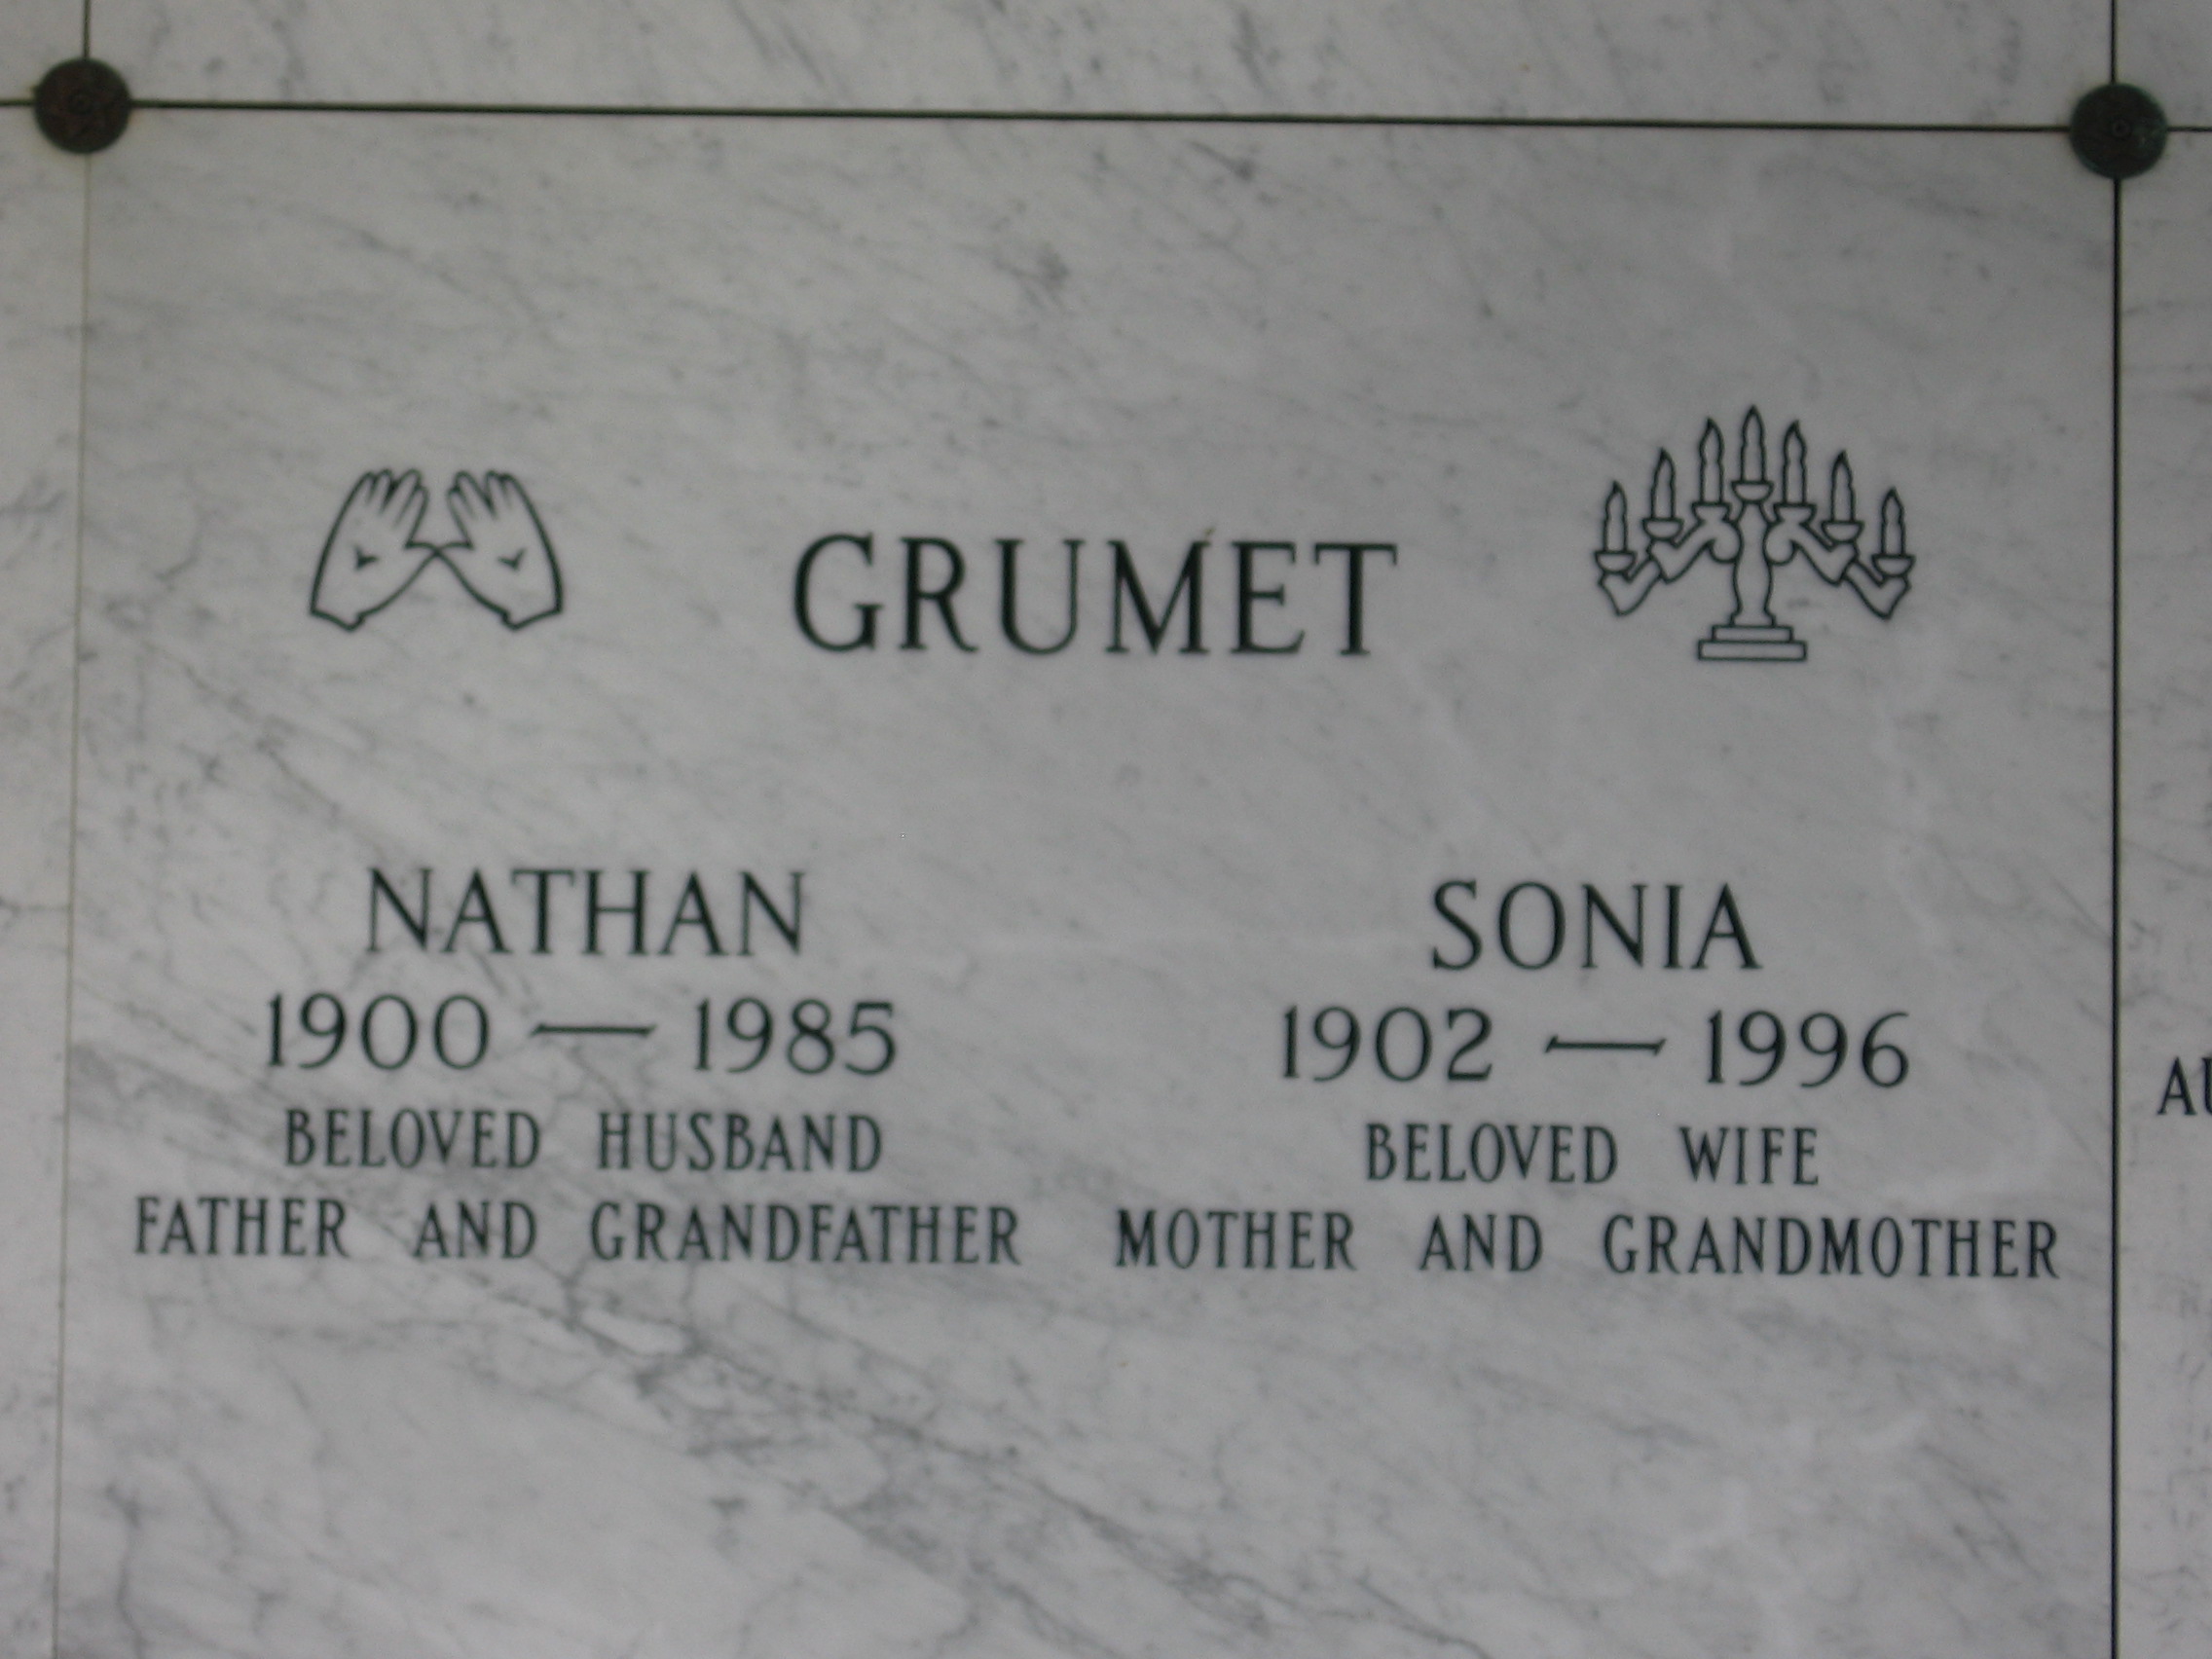 GRUMET
NATHAN
1900 — 1985
BELOVED HUSBAND
FATHER AND GRANDFATHER
SONIA
1902 — 1996
BELOVED WIFE
MOTHER AND GRANDMOTHER